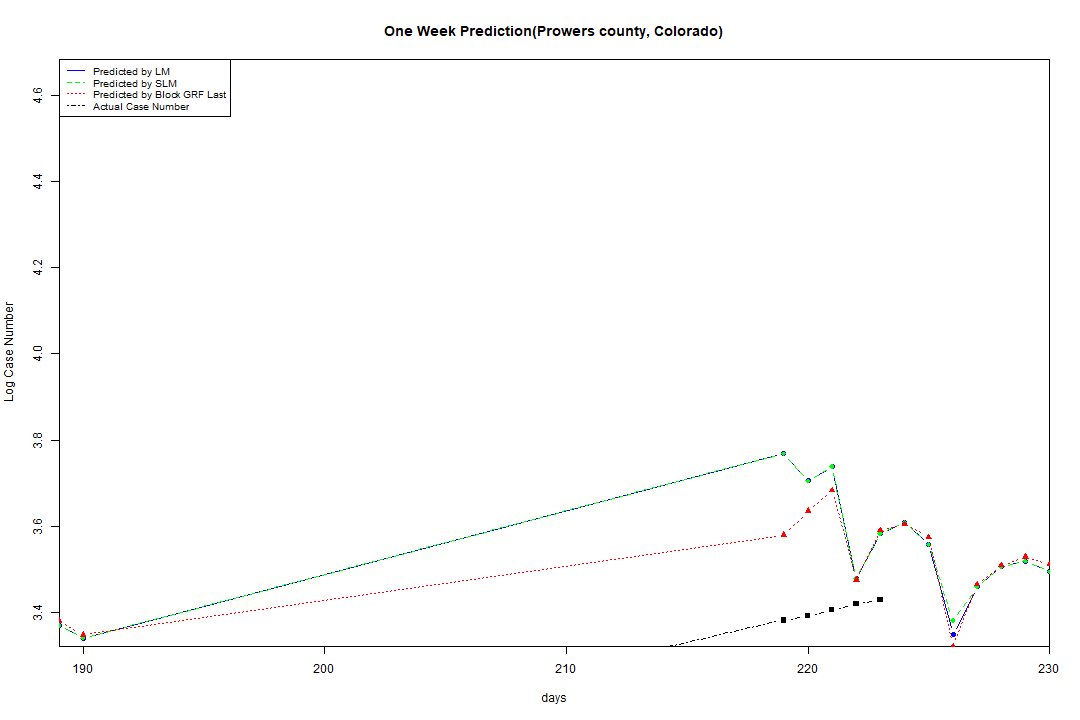 One Week Prediction(Prowers county, Colorado)
Predicted by LM
Predicted by SLM
Predicted by Block GRF Last
Actual Case Number
4.6
4.4
4.2
4.0
3.8
3.6
3.4
Log Case Number
190 200 210 220 230
days